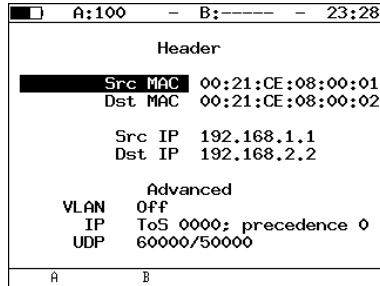 A:100 – B:----- – 23:28
Header
Src MAC 00:21:CE:08:00:01
Dst MAC 00:21:CE:08:00:02
Src IP 192.168.1.1
Dst IP 192.168.2.2
Advanced
VLAN Off
IP ToS 0000; precedence 0
UDP 60000/50000
A B